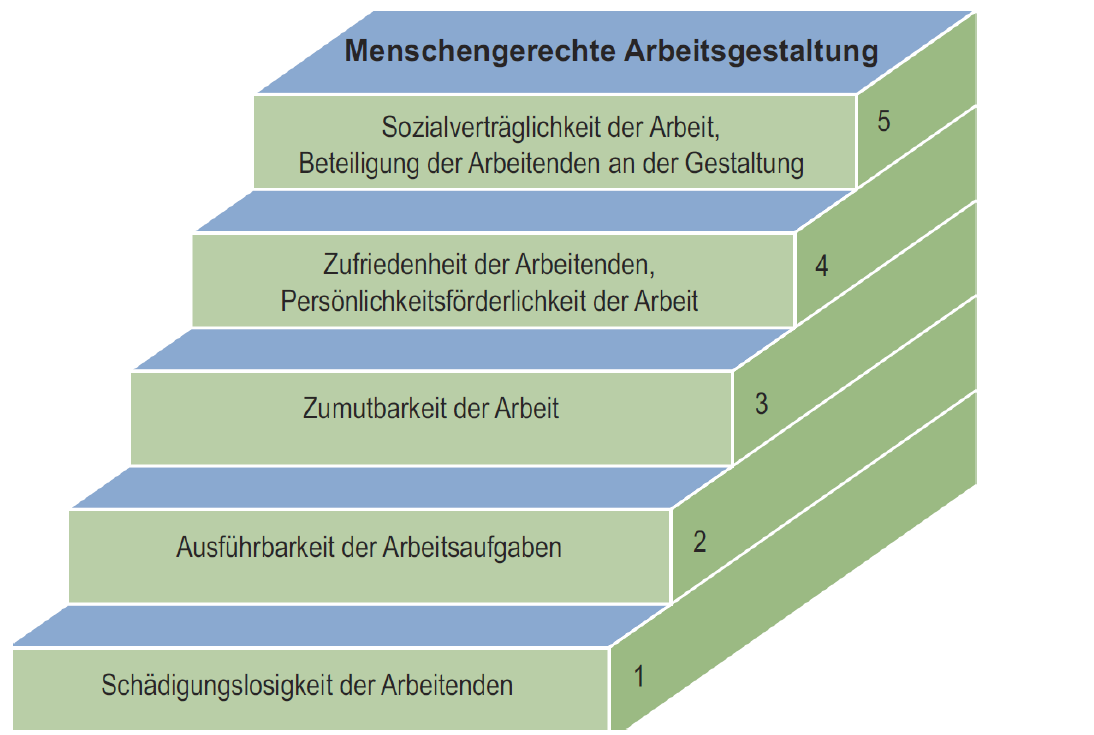 Menschengerechte Arbeitsgestaltung
Sozialverträglichkeit der Arbeit,
Beteiligung der Arbeitenden an der Gestaltung
5
Zufriedenheit der Arbeitenden,
Persönlichkeitsförderlichkeit der Arbeit
4
Zumutbarkeit der Arbeit
3
Ausführbarkeit der Arbeitsaufgaben
2
Schädigungslosigkeit der Arbeitenden
1